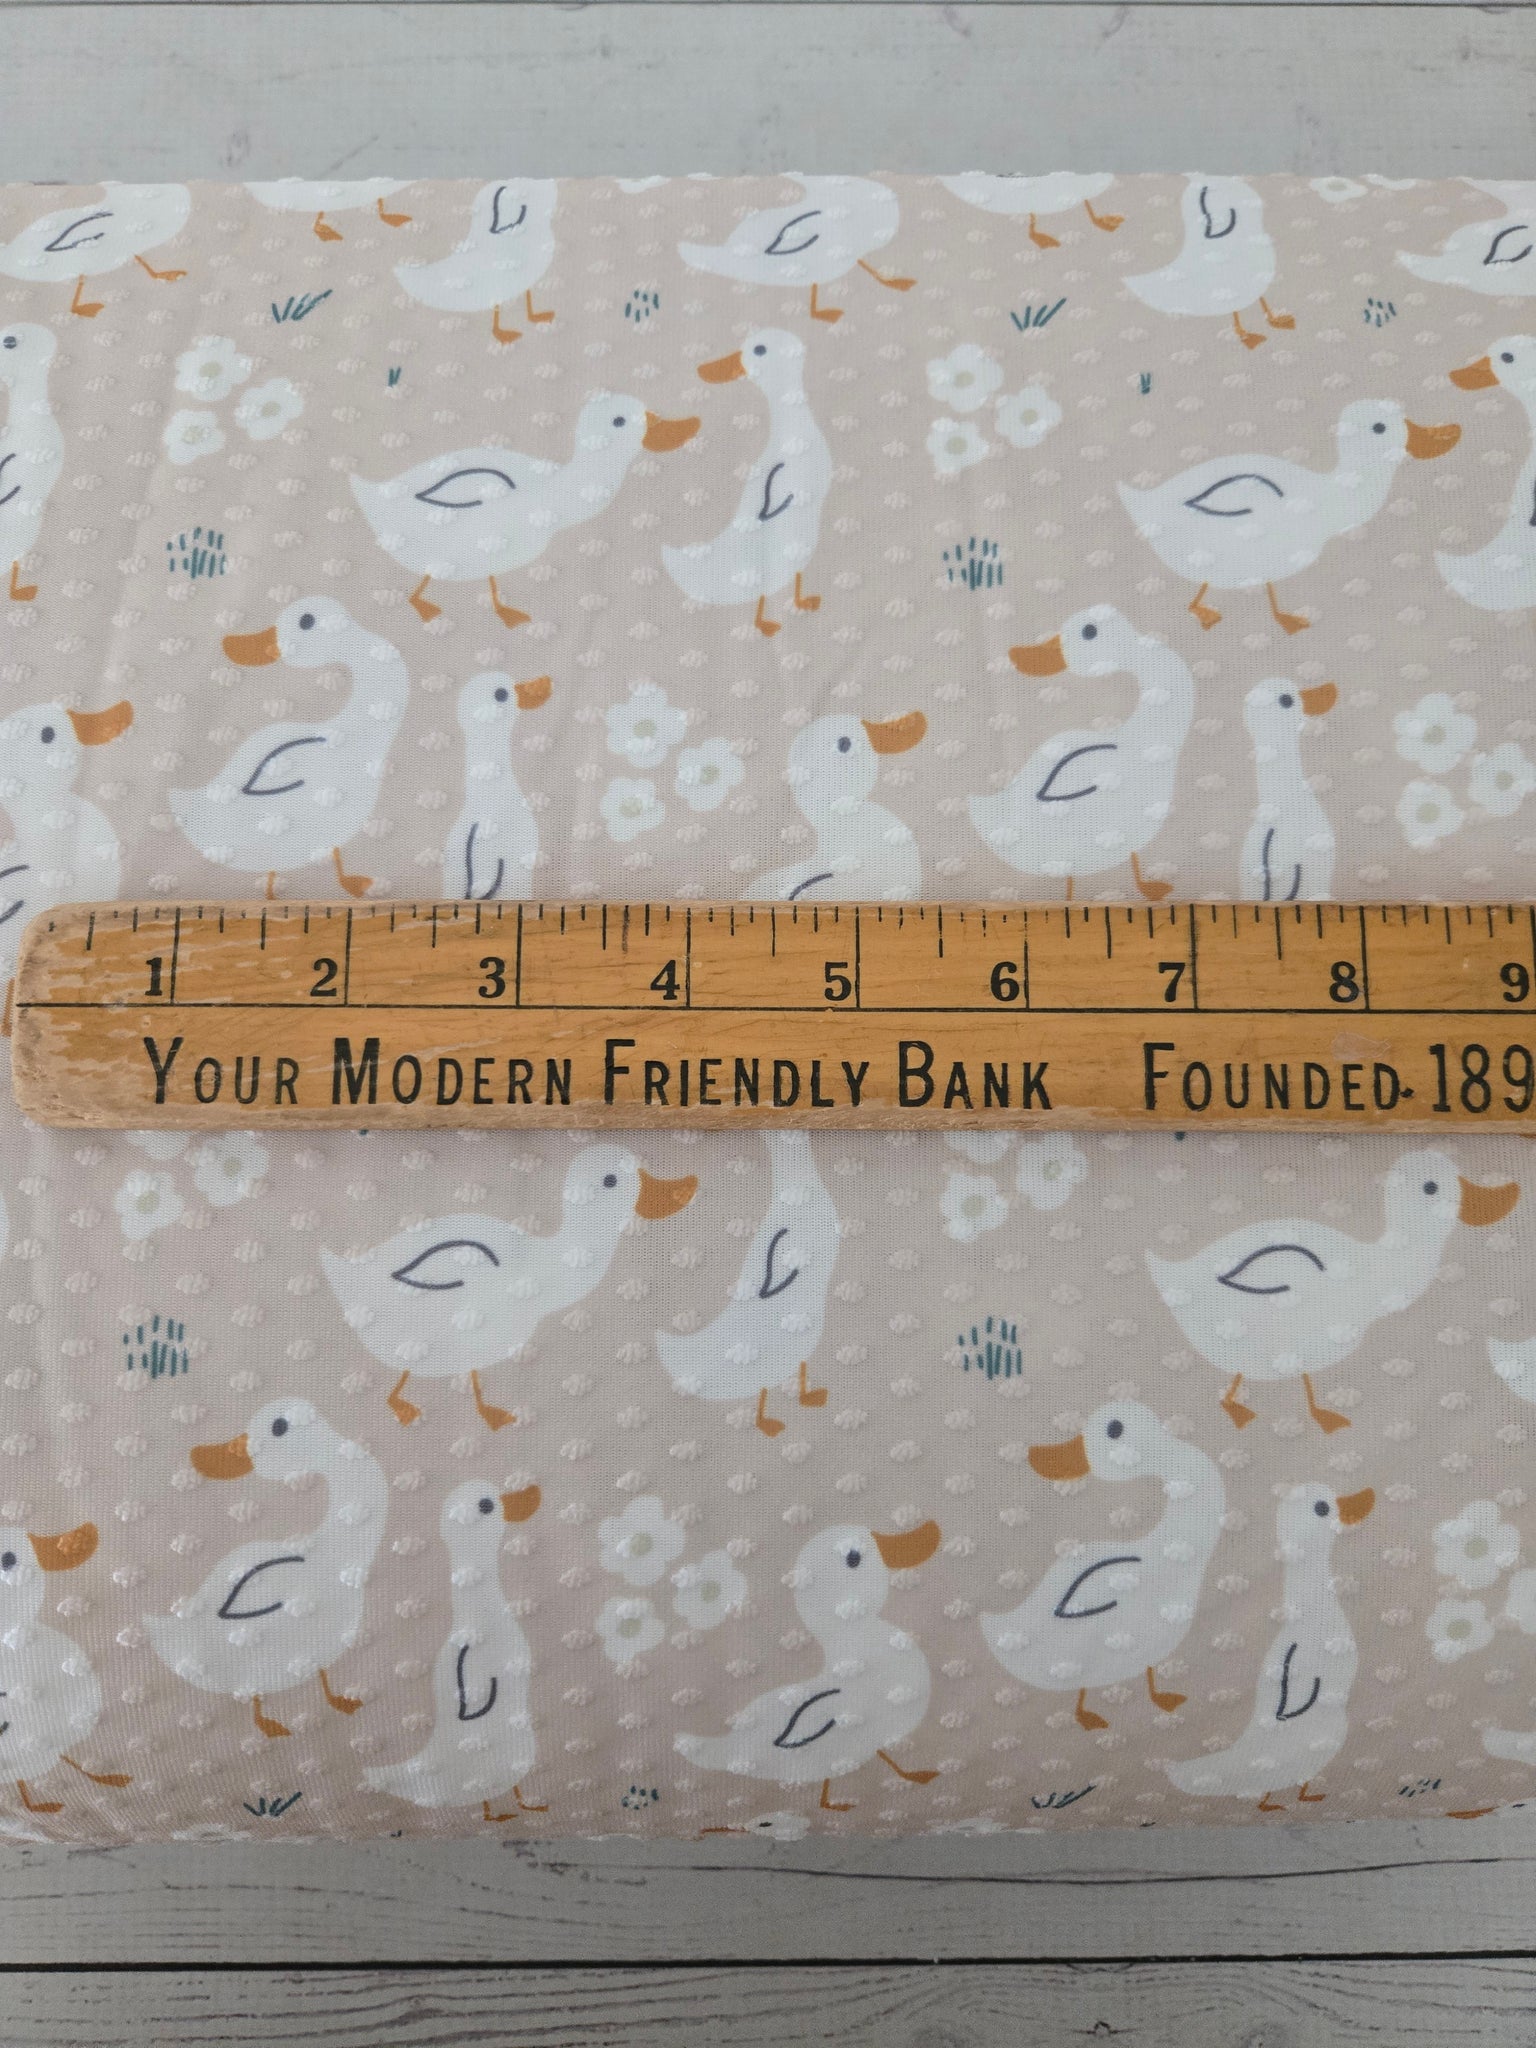 1 2 3 4 5 6 7 8 9
YOUR MODERN FRIENDLY BANK FOUNDED 189